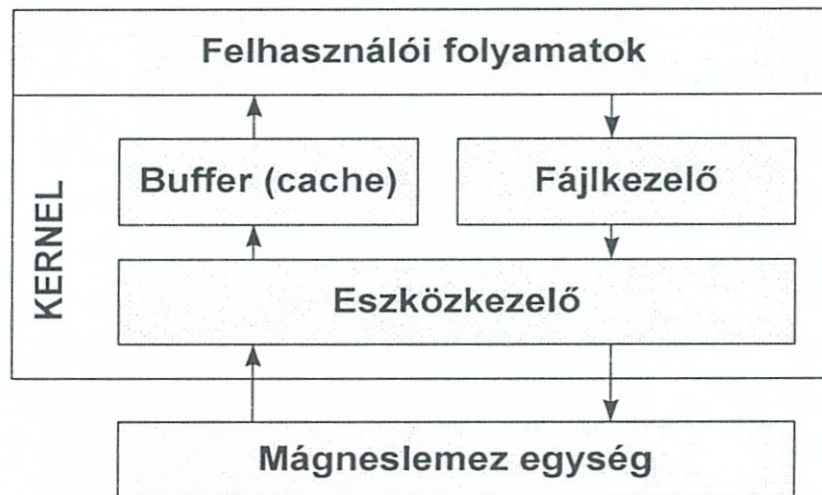 Felhasználói folyamatok
KERNEL
Buffer (cache)
Fájlkezelő
Eszközkezelő
Mágneslemez egység